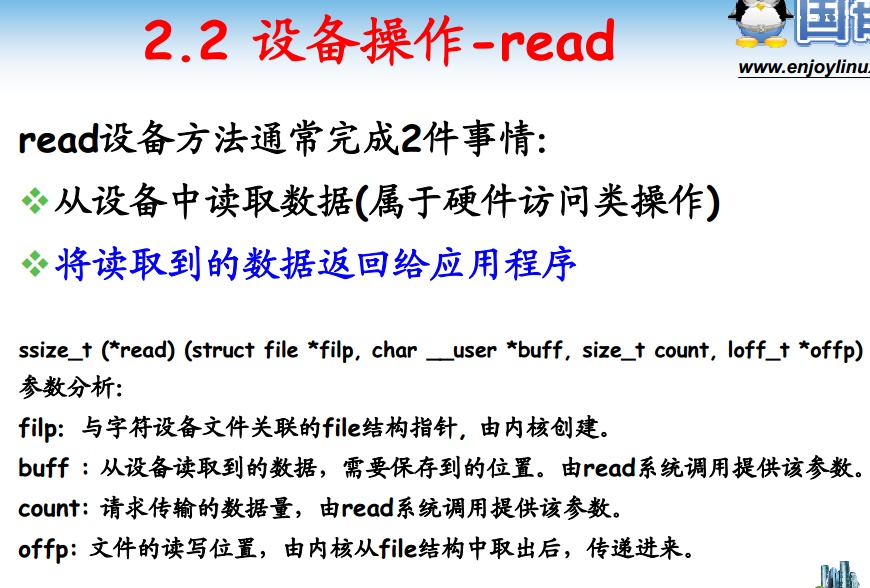 2.2 设备操作-read
www.enjoylinux
read设备方法通常完成2件事情:
从设备中读取数据(属于硬件访问类操作)
将读取到的数据返回给应用程序
ssize_t (*read) (struct file *filp, char __user *buff, size_t count, loff_t *offp)
参数分析:
filp: 与字符设备文件关联的file结构指针, 由内核创建。
buff : 从设备读取到的数据，需要保存到的位置。由read系统调用提供该参数。
count: 请求传输的数据量，由read系统调用提供该参数。
offp: 文件的读写位置，由内核从file结构中取出后，传递进来。